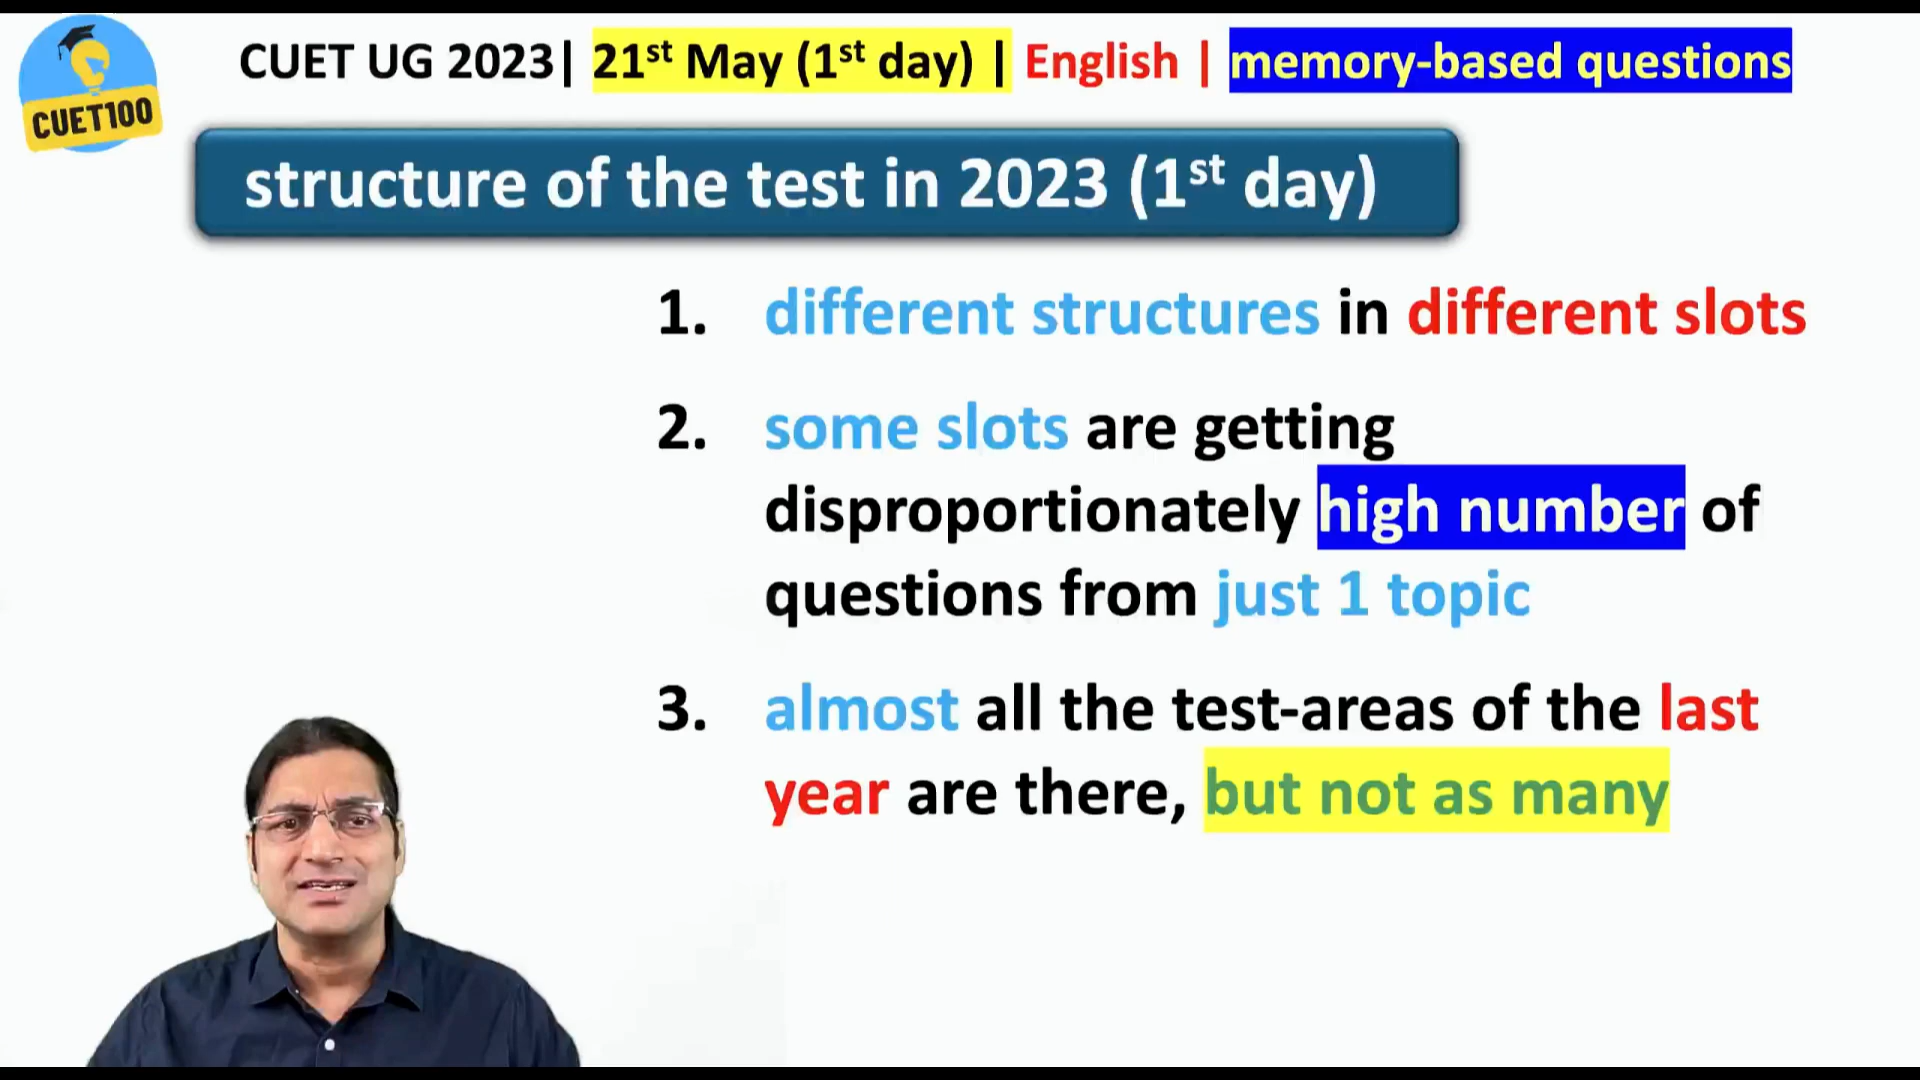 CUET UG 2023| 21st May (1st day) | English | memory-based questions
CUET100
structure of the test in 2023 (1st day)
1. different structures in different slots
2. some slots are getting
disproportionately high number of
questions from just 1 topic
3. almost all the test-areas of the last
year are there, but not as many